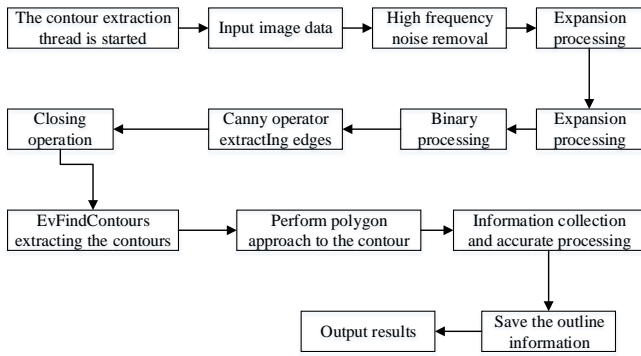 The contour extraction
thread is started
Input image data
High frequency
noise removal
Expansion
processing
Closing
operation
Canny operator
extractIng edges
Binary
processing
Expansion
processing
EvFindContours
extracting the contours
Perform polygon
approach to the contour
Information collection
and accurate processing
Output results
Save the outline
information